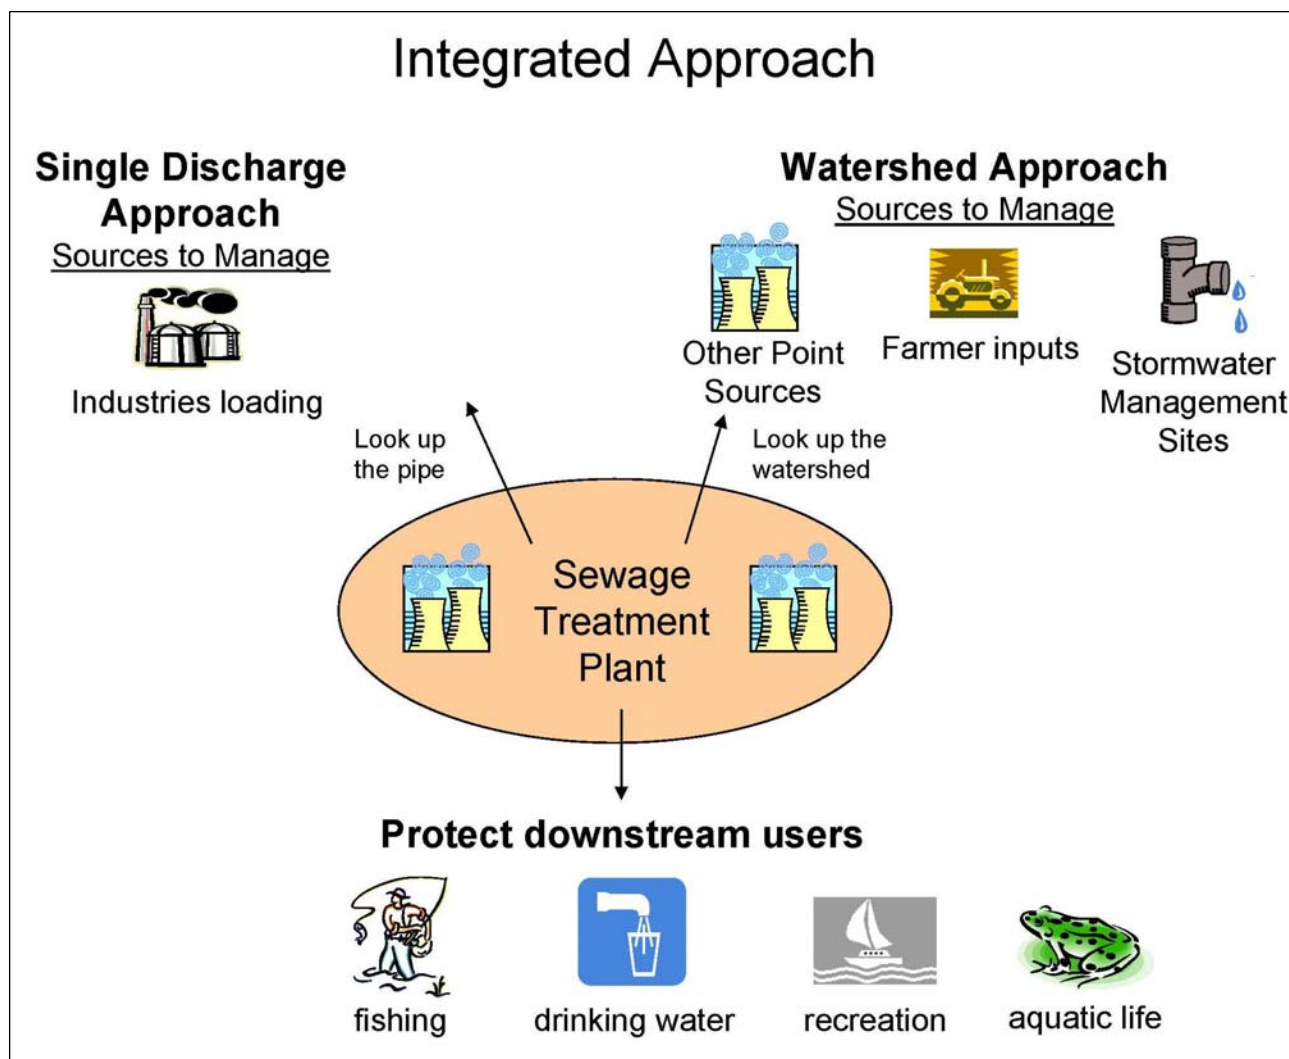 Integrated Approach
Single Discharge
Approach
Sources to Manage
Industries loading
Watershed Approach
Sources to Manage
Other Point
Sources
Farmer inputs
Stormwater
Management
Sites
Look up
the pipe
Look up the
watershed
Sewage
Treatment
Plant
Protect downstream users
fishing
drinking water
recreation
aquatic life